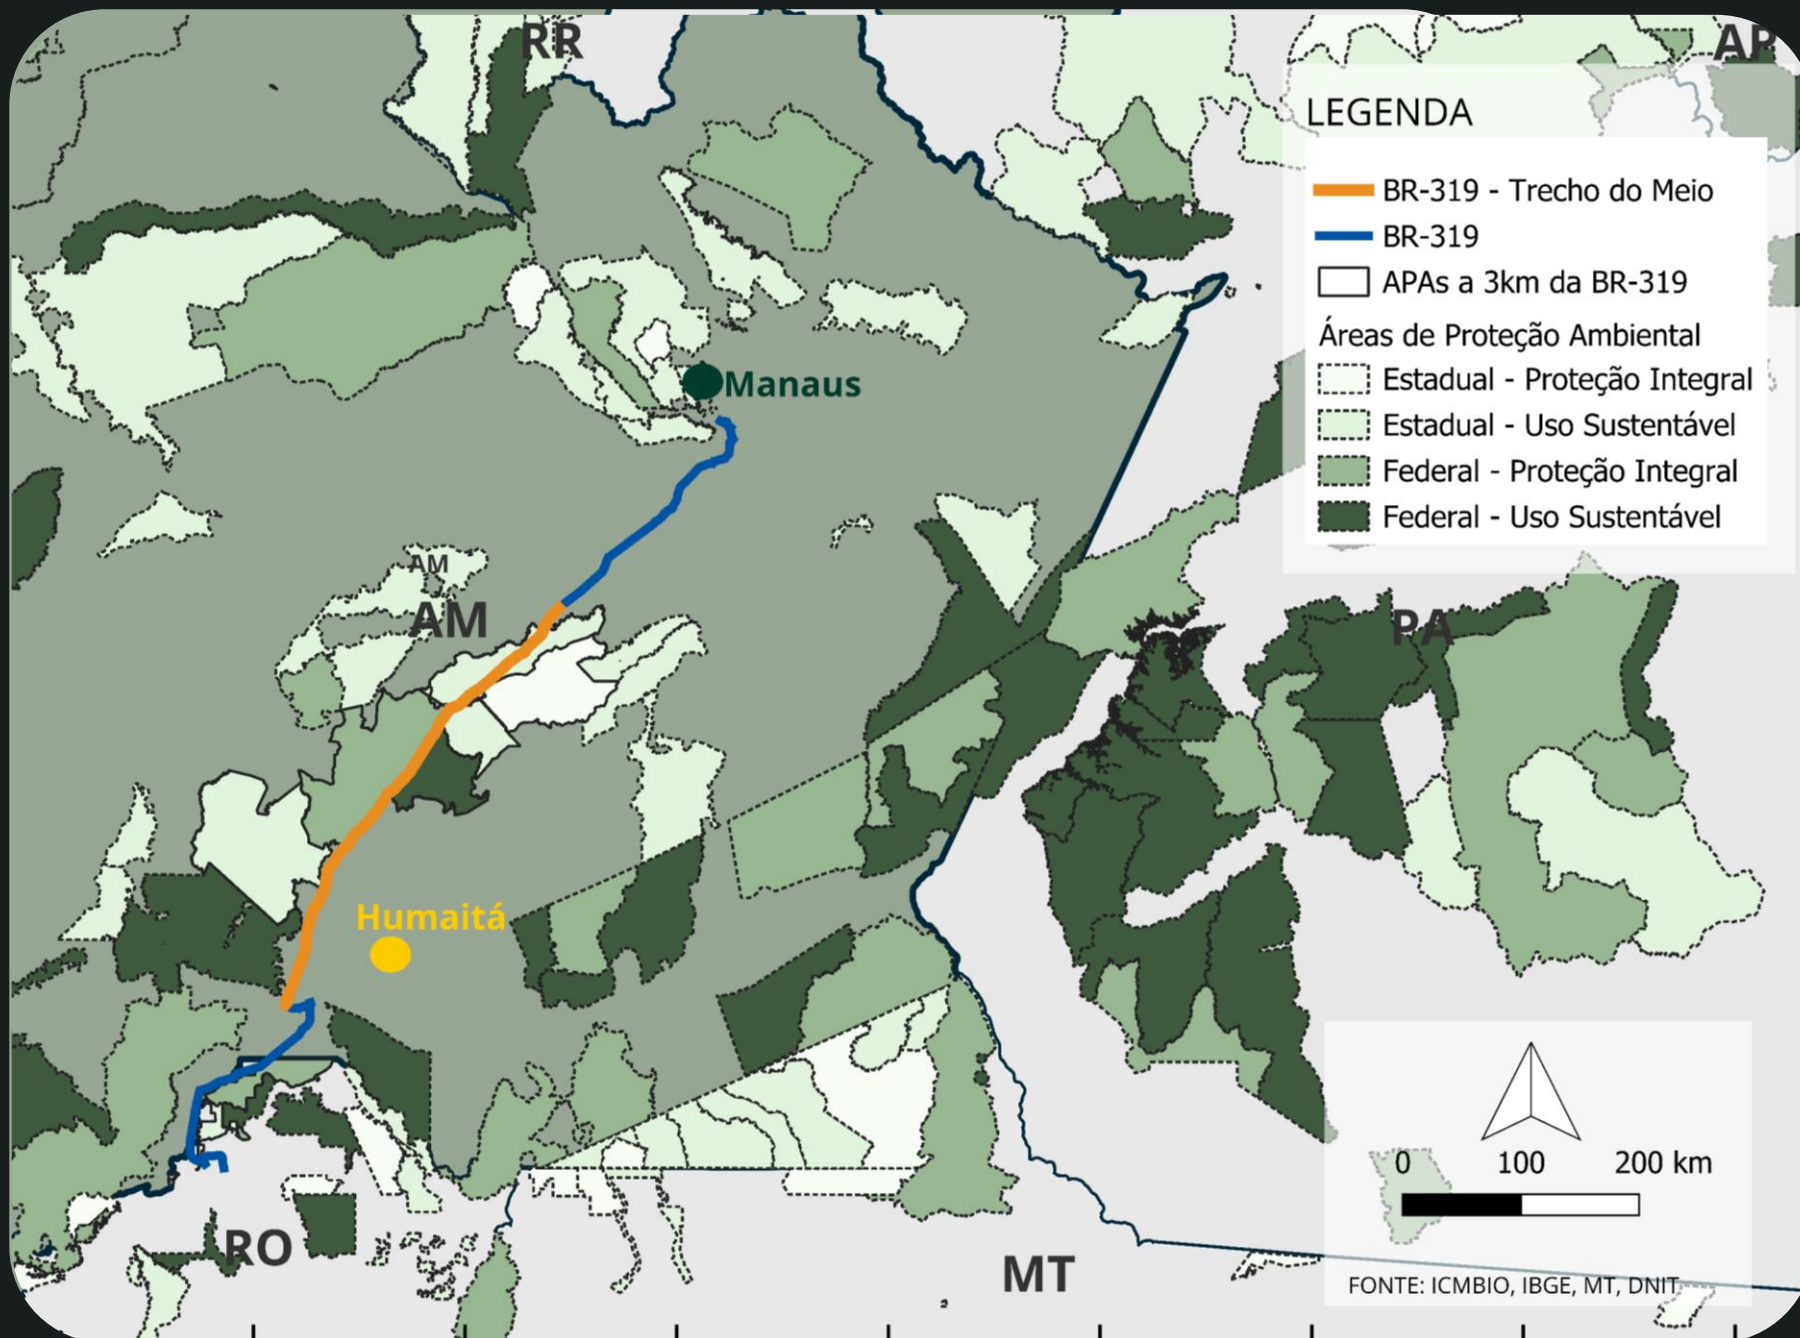 RR
AP
LEGENDA
BR-319 - Trecho do Meio
BR-319
APAs a 3km da BR-319
Áreas de Proteção Ambiental
Estadual - Proteção Integral
Estadual - Uso Sustentável
Federal - Proteção Integral
Federal - Uso Sustentável
Manaus
AM
AM
PA
Humaitá
0 100 200 km
RO
MT
FONTE: ICMBIO, IBGE, MT, DNIT